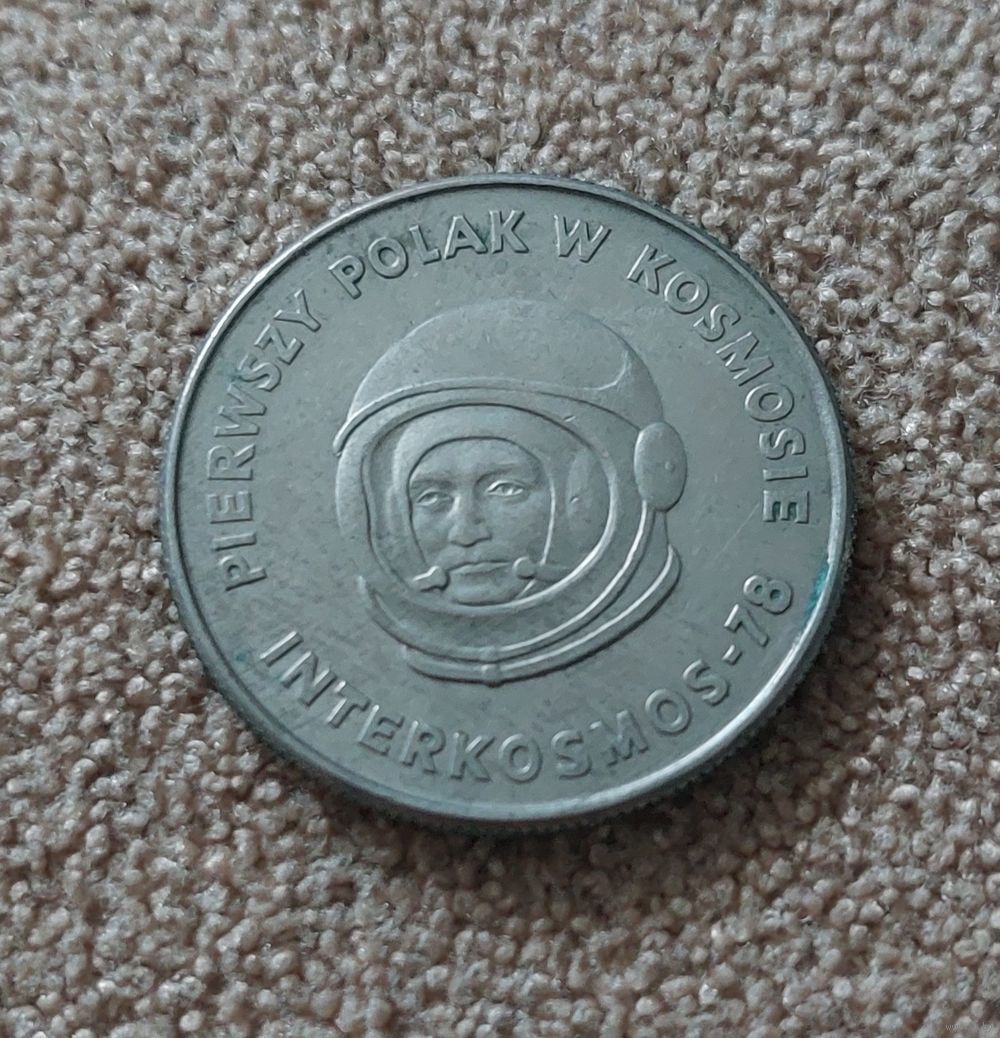 PIERWSZY POLAK W KOSMOSIE
INTERKOSMOS-78